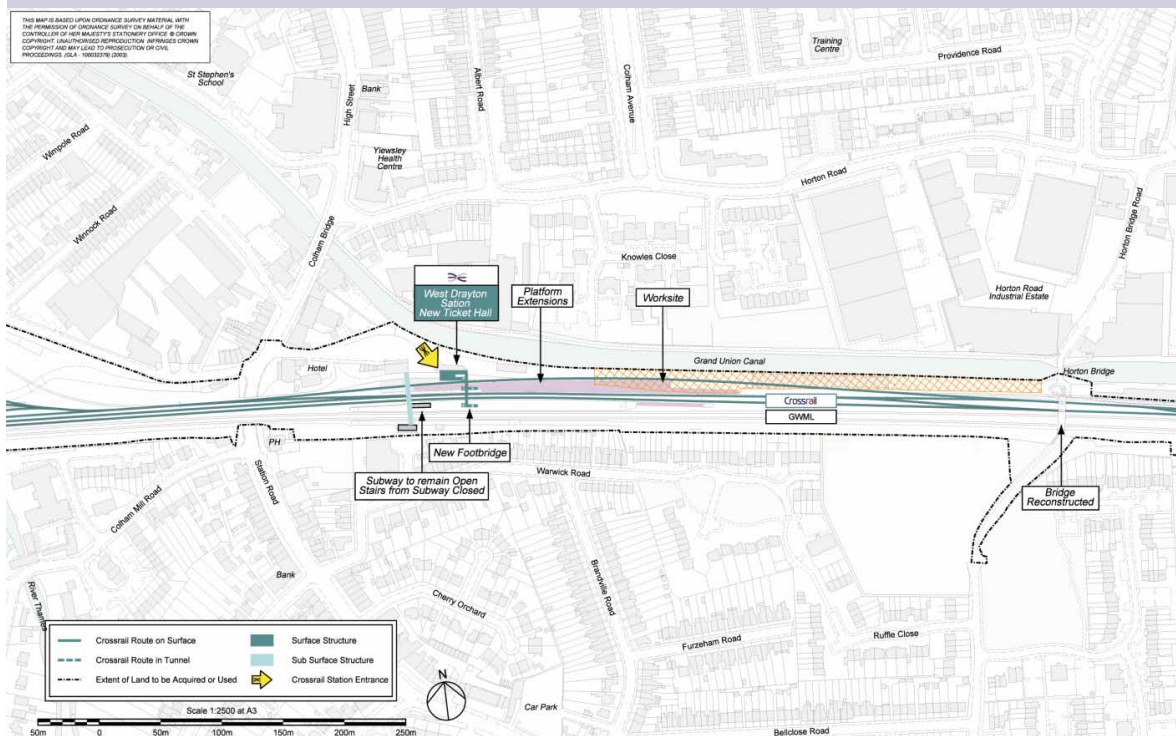 THIS MAP IS BASED UPON ORDNANCE SURVEY MATERIAL WITH
THE PERMISSION OF ORDNANCE SURVEY ON BEHALF OF THE
CONTROLLER OF HER MAJESTY'S STATIONERY OFFICE © CROWN
COPYRIGHT. UNAUTHORISED REPRODUCTION INFRINGES CROWN
COPYRIGHT AND MAY LEAD TO PROSECUTION OR CIVIL
PROCEEDINGS. (GLA - 100032379) (2003)
St Stephen's
School
High Street
Bank
Albert Road
Colham Avenue
Training
Centre
Providence Road
Wimpole Road
Yiewsley
Health
Centre
Horton Road
Winnock Road
Colham Bridge
Knowles Close
Horton Bridge Road
Horton Road
Industrial Estate
West Drayton
Sation
New Ticket Hall
Platform
Extensions
Worksite
Grand Union Canal
Hotel
Horton Bridge
Crossrail
GWML
PH
New Footbridge
Subway to remain Open
Stairs from Subway Closed
Warwick Road
Bridge
Reconstructed
Station Road
Colham Mill Road
Bank
Brandville Road
River Thames
Cherry Orchard
Furzeham Road
Ruffle Close
Crossrail Route on Surface
Surface Structure
Crossrail Route in Tunnel
Sub Surface Structure
Extent of Land to be Acquired or Used
Crossrail Station Entrance
N
Scale 1:2500 at A3
50m 0 50m 100m 150m 200m 250m
Car Park
Bellclose Road